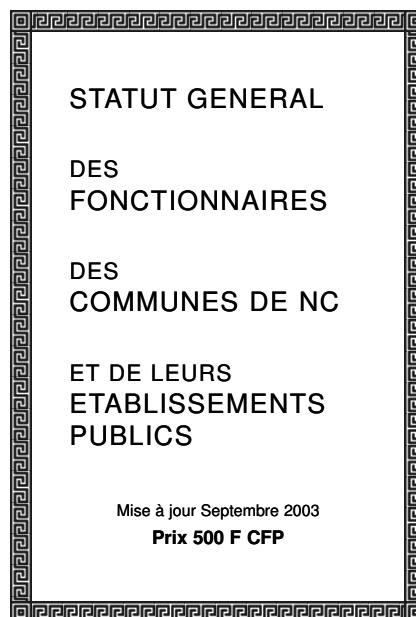 STATUT GENERAL
DES
FONCTIONNAIRES
DES
COMMUNES DE NC
ET DE LEURS
ETABLISSEMENTS
PUBLICS
Mise à jour Septembre 2003
Prix 500 F CFP